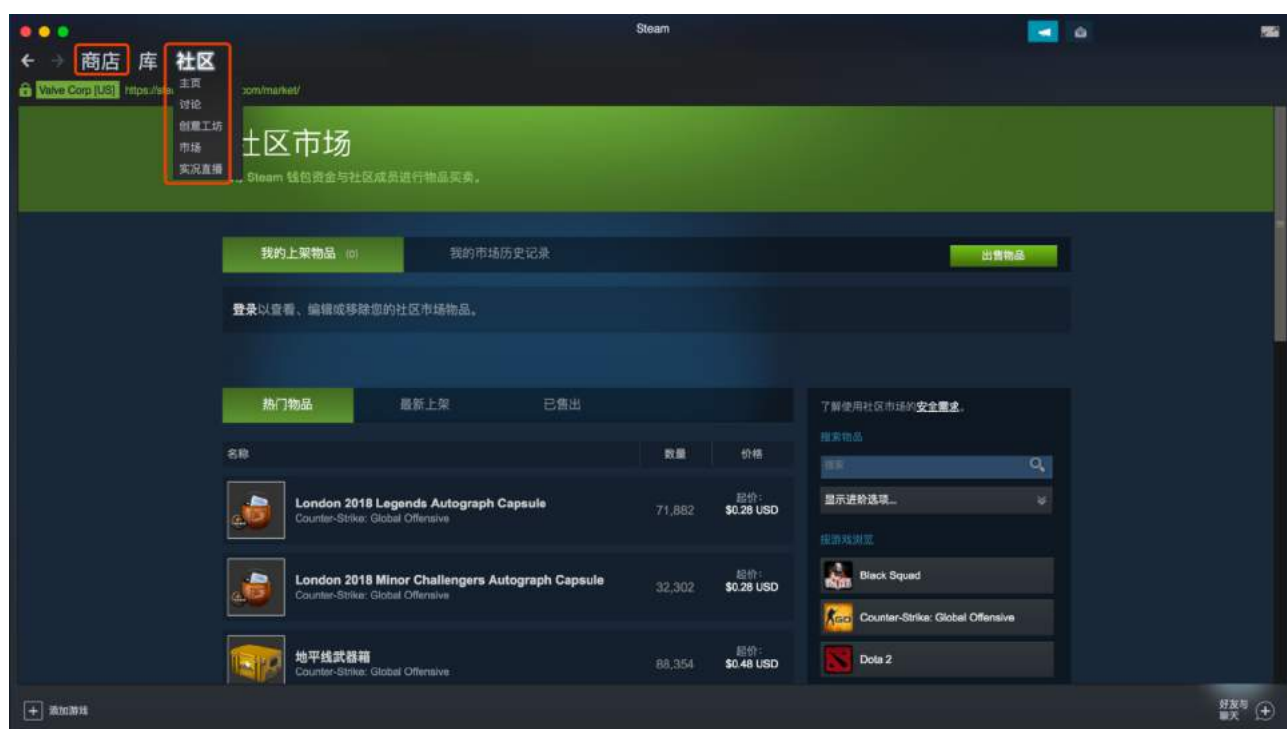 Steam
商店 库 社区
主页
Valve Corp [US] https://ste com/market/
讨论
创意工坊
市场
实况直播
社区市场
Steam 钱包资金与社区成员进行物品买卖。
我的上架物品 (0) 我的市场历史记录 出售物品
登录以查看、编辑或移除您的社区市场物品。
热门物品 最新上架 已售出
名称 数量 价格
London 2018 Legends Autograph Capsule
Counter-Strike: Global Offensive
71,882
起价:
$0.28 USD
London 2018 Minor Challengers Autograph Capsule
Counter-Strike: Global Offensive
32,302
起价:
$0.28 USD
地平线武器箱
Counter-Strike: Global Offensive
88,354
起价:
$0.48 USD
了解使用社区市场的安全需求。
搜索物品
搜索
显示进阶选项...
按游戏浏览
Black Squad
Counter-Strike: Global Offensive
Dota 2
添加游戏
好友与
聊天